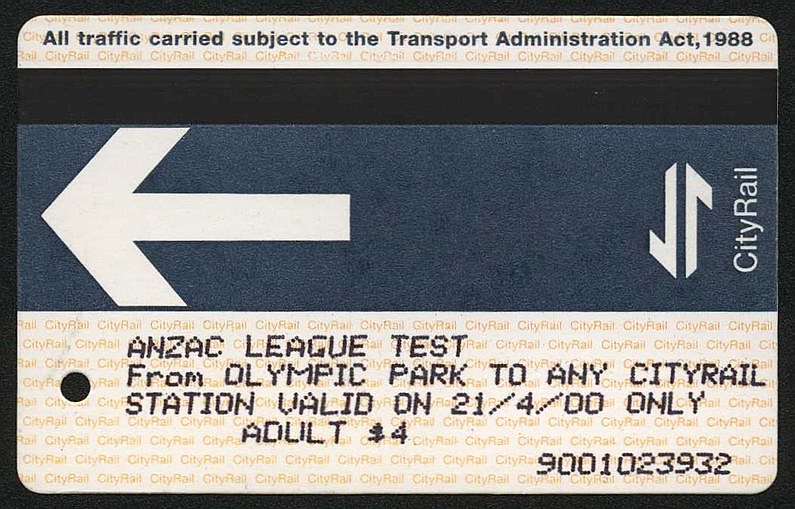 All traffic carried subject to the Transport Administration Act, 1988
CityRail
ANZAC LEAGUE TEST
From OLYMPIC PARK TO ANY CITYRAIL
STATION VALID ON 21/4/00 ONLY
ADULT $4
9001023932